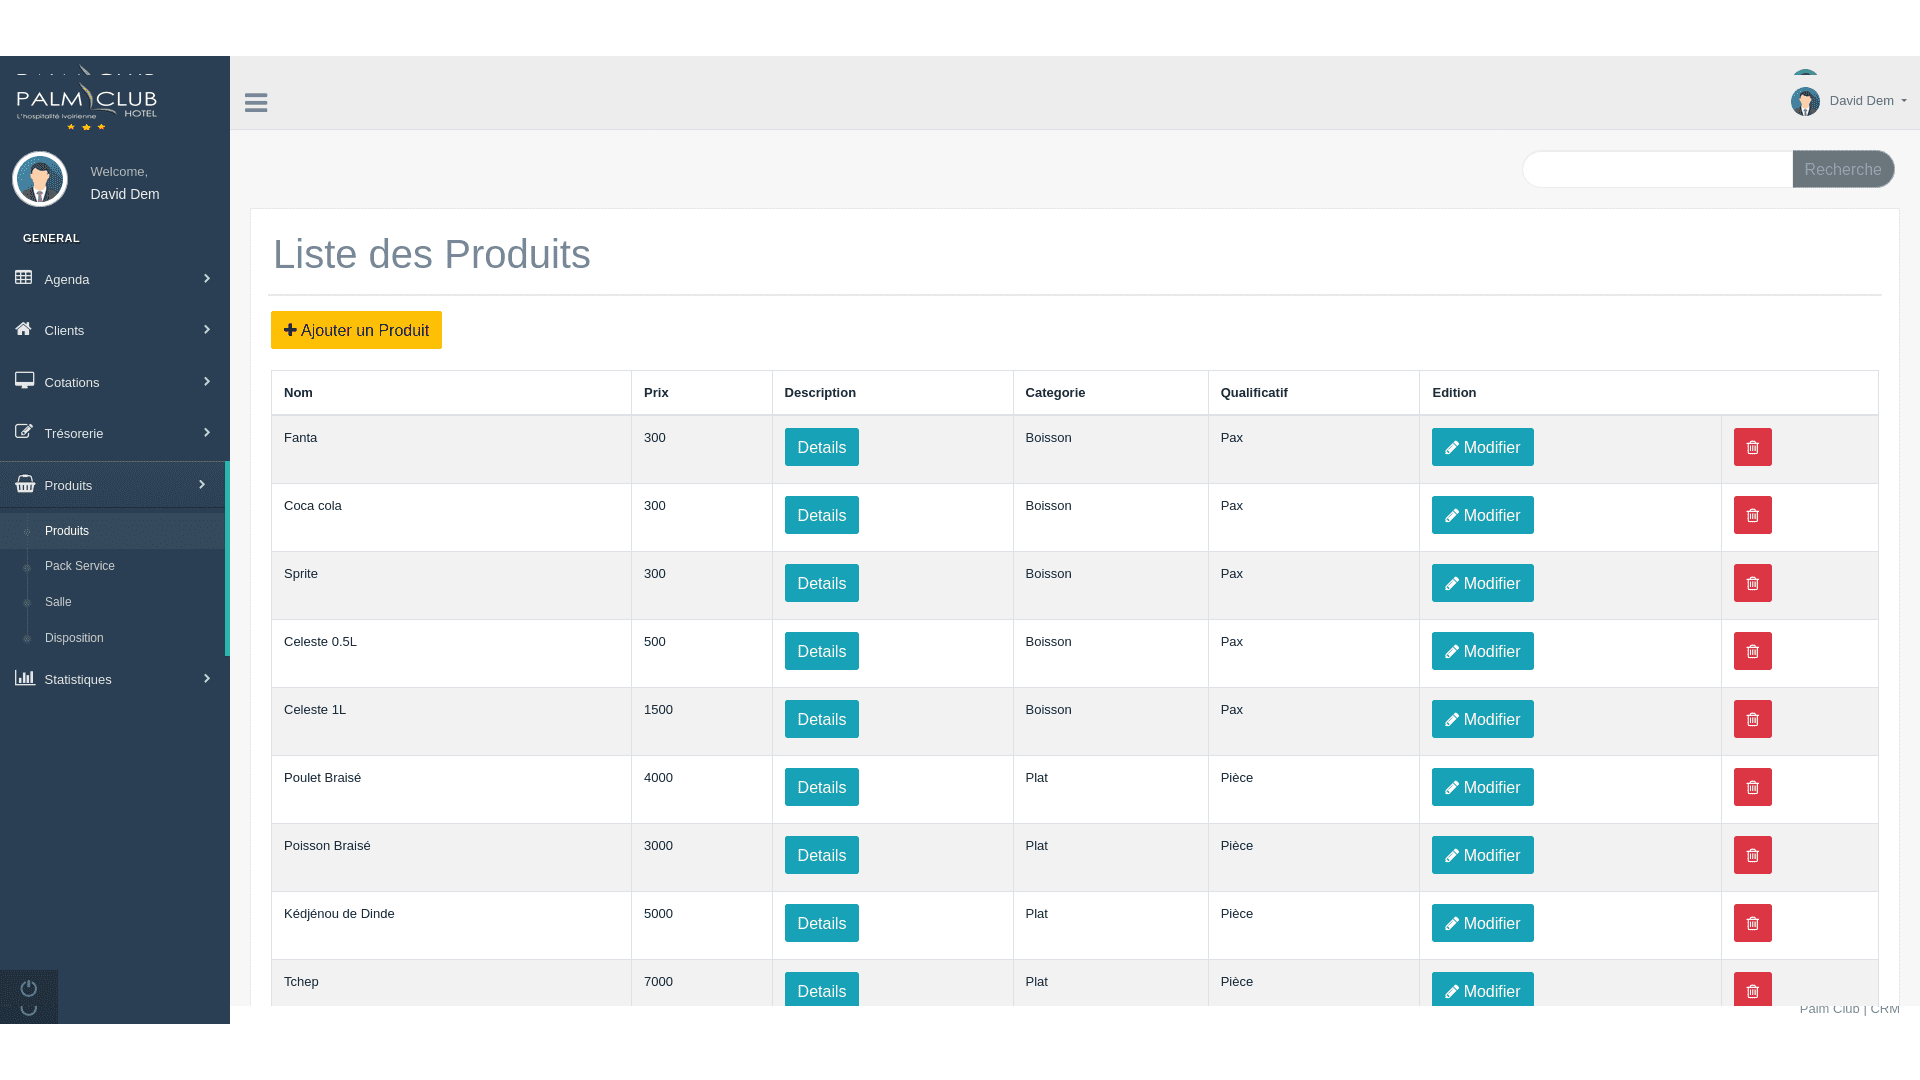 PALM CLUB
HOTEL
L'hospitalité ivoirienne
David Dem
Welcome,
David Dem
GENERAL
Agenda
Clients
Cotations
Trésorerie
Produits
Produits
Pack Service
Salle
Disposition
Statistiques
Recherche
Liste des Produits
Ajouter un Produit
Nom Prix Description Categorie Qualificatif Edition
Fanta 300 Details Boisson Pax Modifier
Coca cola 300 Details Boisson Pax Modifier
Sprite 300 Details Boisson Pax Modifier
Celeste 0.5L 500 Details Boisson Pax Modifier
Celeste 1L 1500 Details Boisson Pax Modifier
Poulet Braisé 4000 Details Plat Pièce Modifier
Poisson Braisé 3000 Details Plat Pièce Modifier
Kédjénou de Dinde 5000 Details Plat Pièce Modifier
Tchep 7000 Details Plat Pièce Modifier
Palm Club | CRM